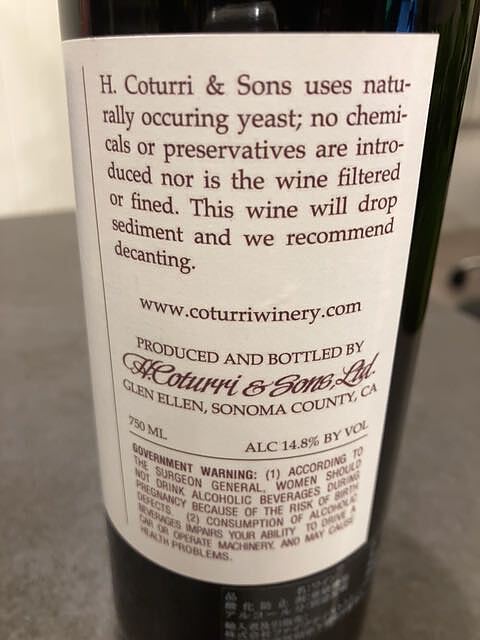 H. Coturri & Sons uses natu-
rally occuring yeast; no chemi-
cals or preservatives are intro-
duced nor is the wine filtered
or fined. This wine will drop
sediment and we recommend
decanting.
www.coturriwinery.com
PRODUCED AND BOTTLED BY
H.Coturri & Sons, Ltd.
GLEN ELLEN, SONOMA COUNTY, CA
750 ML
ALC 14.8% BY VOL
GOVERNMENT WARNING: (1) ACCORDING TO
THE SURGEON GENERAL, WOMEN SHOULD
NOT DRINK ALCOHOLIC BEVERAGES DURING
PREGNANCY BECAUSE OF THE RISK OF BIRTH
DEFECTS. (2) CONSUMPTION OF ALCOHOLIC
BEVERAGES IMPAIRS YOUR ABILITY TO DRIVE A
CAR OR OPERATE MACHINERY, AND MAY CAUSE
HEALTH PROBLEMS.